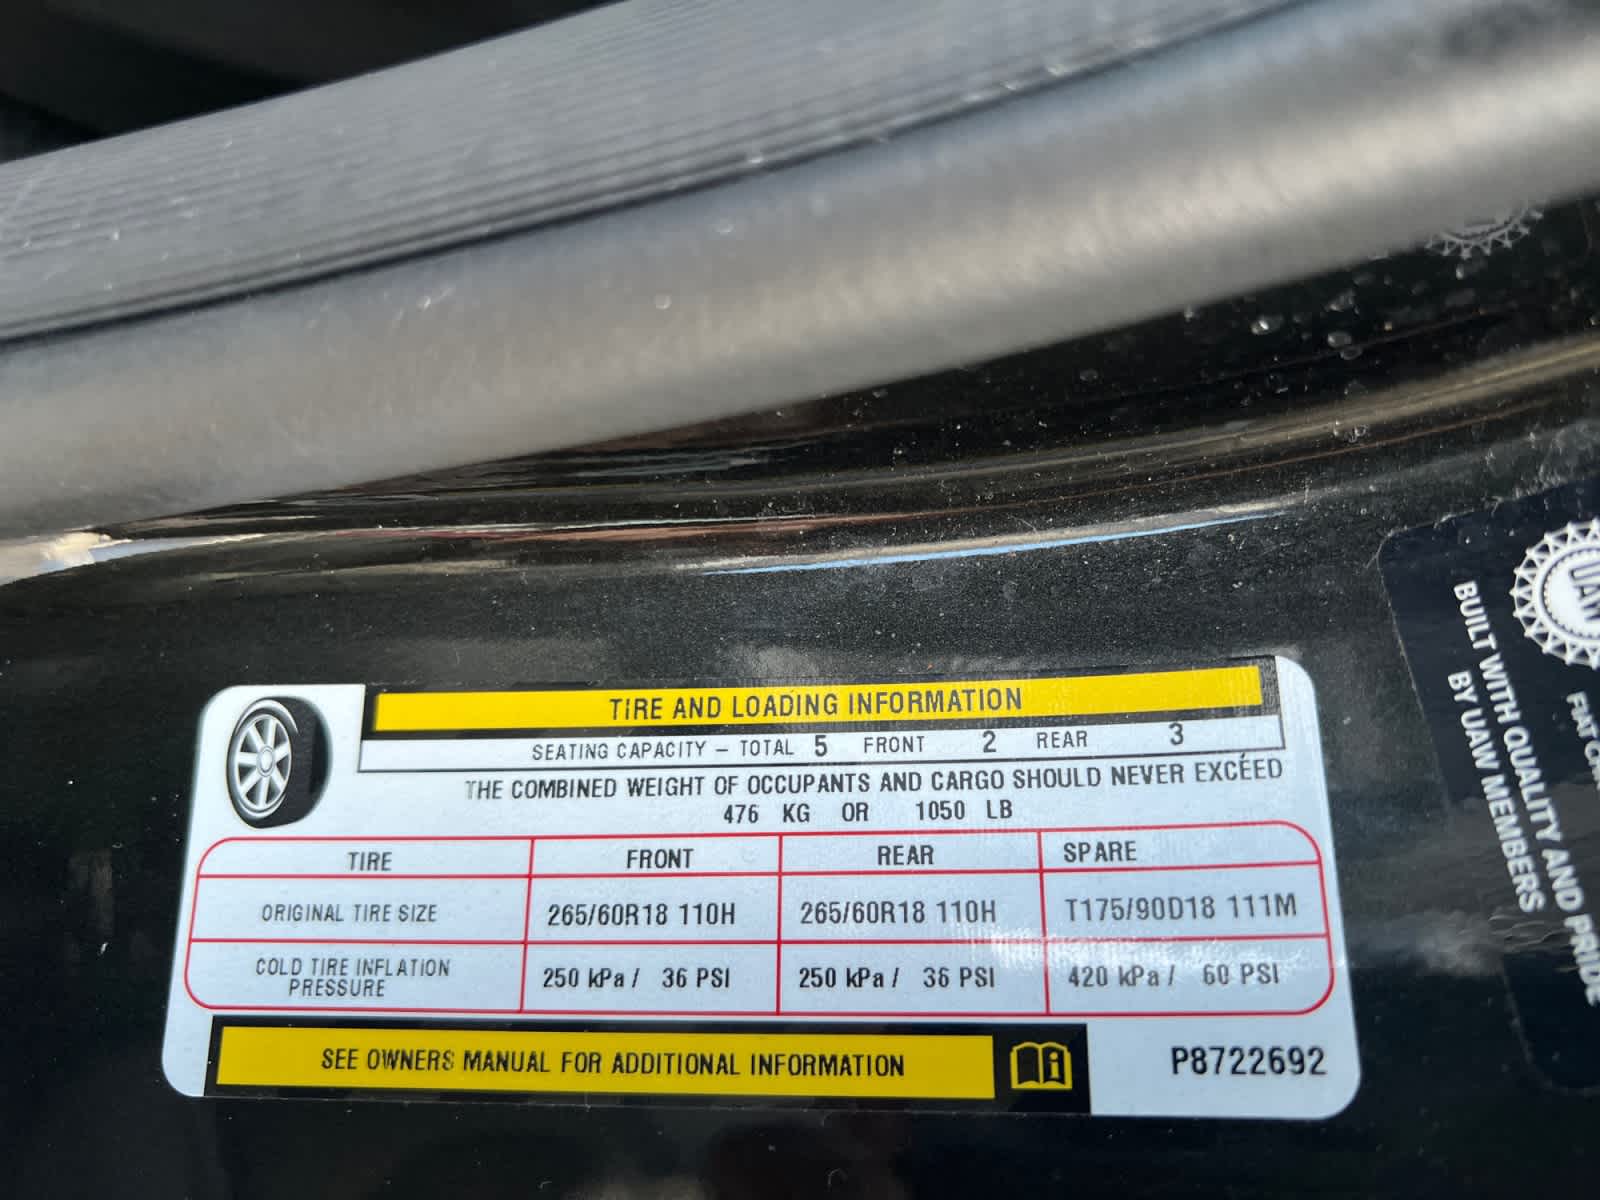 TIRE AND LOADING INFORMATION
SEATING CAPACITY – TOTAL 5 FRONT 2 REAR 3
THE COMBINED WEIGHT OF OCCUPANTS AND CARGO SHOULD NEVER EXCEED
476 KG OR 1050 LB
TIRE FRONT REAR SPARE
ORIGINAL TIRE SIZE 265/60R18 110H 265/60R18 110H T175/90D18 111M
COLD TIRE INFLATION
PRESSURE 250 kPa / 36 PSI 250 kPa / 36 PSI 420 kPa / 60 PSI
SEE OWNERS MANUAL FOR ADDITIONAL INFORMATION
P8722692
UAW
BUILT WITH QUALITY AND PRIDE
BY UAW MEMBERS
FIAT